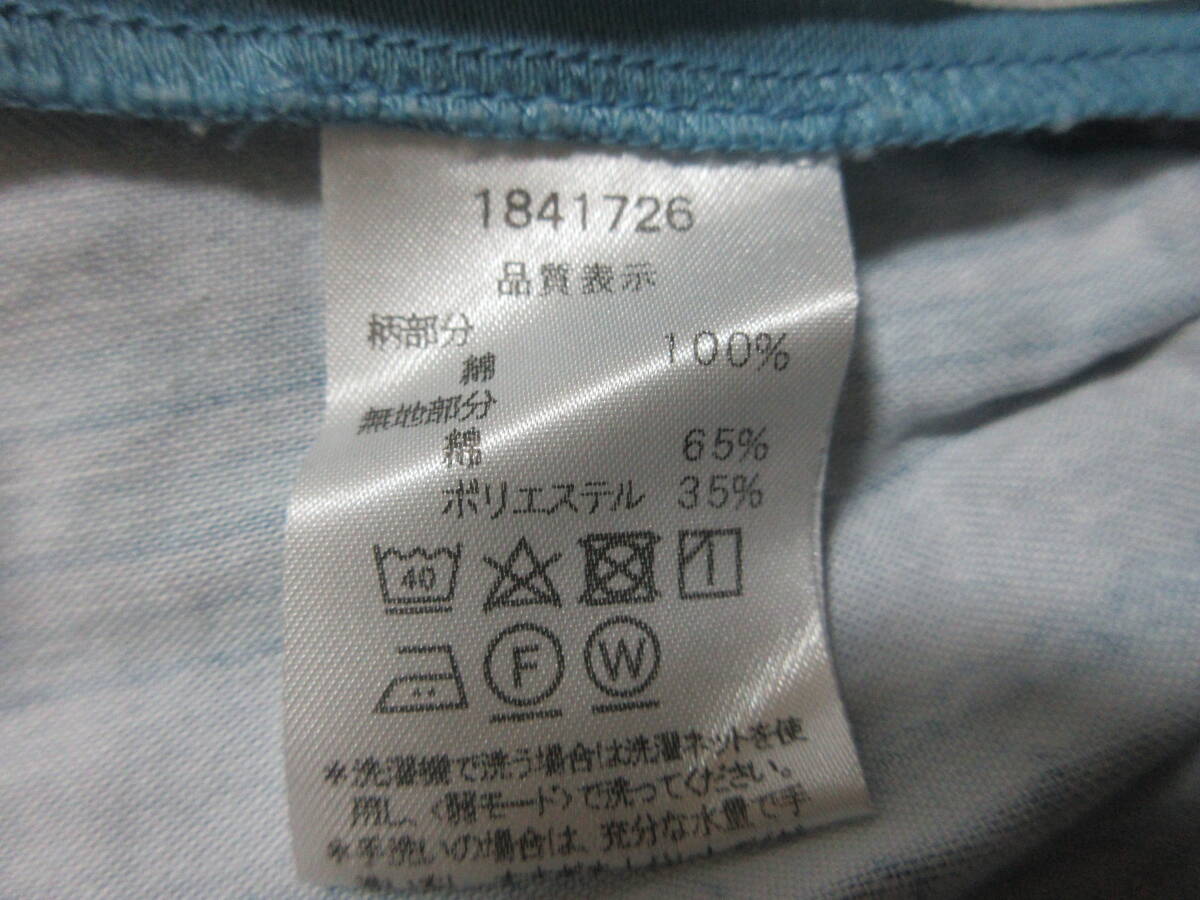 1841726
品質表示
柄部分
綿 100%
無地部分
綿 65%
ポリエステル 35%
40
F W
*洗濯機で洗う場合は洗濯ネットを使
用し、〈弱モード〉で洗ってください。
*手洗いの場合は、充分な水量で手